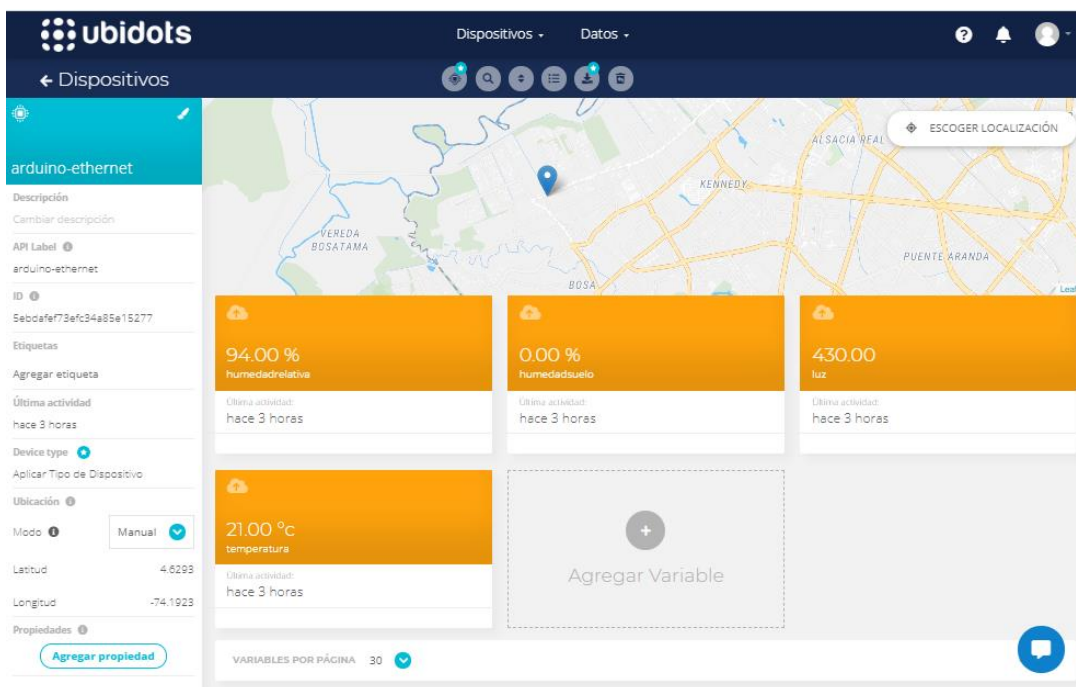 ubidots
Dispositivos
Datos
← Dispositivos
arduino-ethernet
Descripción
Cambiar descripción
API Label
arduino-ethernet
ID
5ebdafef73efc34a85e15277
Etiquetas
Agregar etiqueta
Última actividad
hace 3 horas
Device type
Aplicar Tipo de Dispositivo
Ubicación
Modo Manual
Latitud 4.6293
Longitud -74.1923
Propiedades
Agregar propiedad
ESCOGER LOCALIZACIÓN
ALSACIA REAL
KENNEDY
VEREDA
BOSATAMA
PUENTE ARANDA
BOSA
94.00 %
humedadrelativa
Última actividad:
hace 3 horas
0.00 %
humedadsuelo
Última actividad:
hace 3 horas
430.00
luz
Última actividad:
hace 3 horas
21.00 °c
temperatura
Última actividad:
hace 3 horas
+
Agregar Variable
VARIABLES POR PÁGINA 30